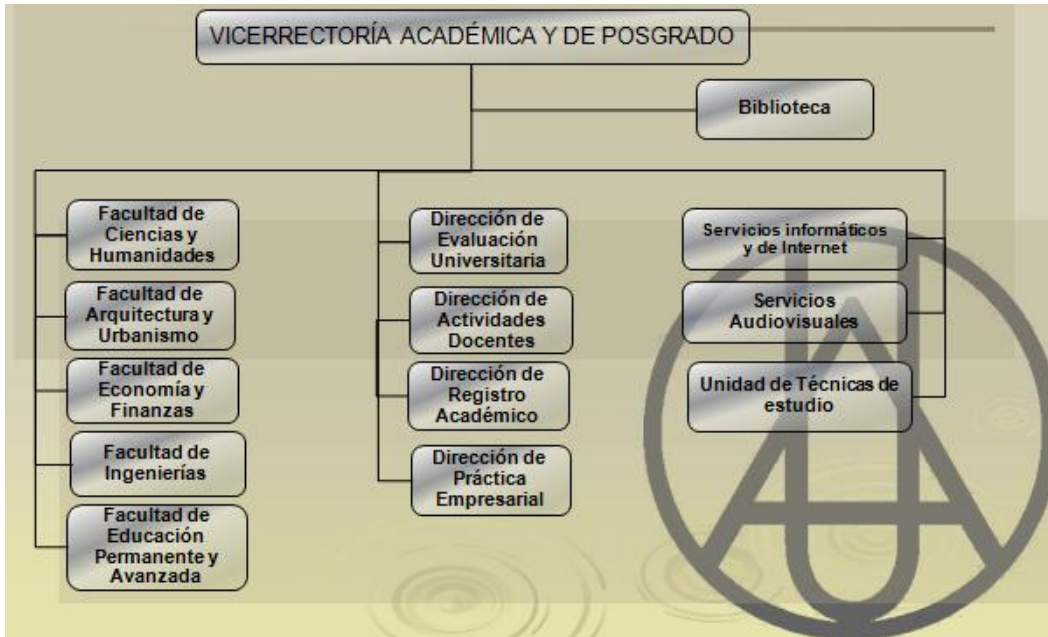 VICERRECTORÍA ACADÉMICA Y DE POSGRADO
Biblioteca
Facultad de
Ciencias y
Humanidades
Facultad de
Arquitectura y
Urbanismo
Facultad de
Economía y
Finanzas
Facultad de
Ingenierías
Facultad de
Educación
Permanente y
Avanzada
Dirección de
Evaluación
Universitaria
Dirección de
Actividades
Docentes
Dirección de
Registro
Académico
Dirección de
Práctica
Empresarial
Servicios informáticos
y de Internet
Servicios
Audiovisuales
Unidad de Técnicas de
estudio